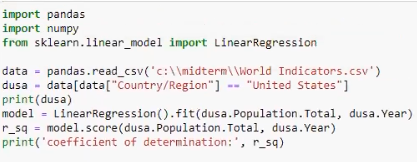 import pandas
import numpy
from sklearn.linear_model import LinearRegression

data = pandas.read_csv('c:\\midterm\\World Indicators.csv')
dusa = data[data["Country/Region"] == "United States"]
print(dusa)
model = LinearRegression().fit(dusa.Population.Total, dusa.Year)
r_sq = model.score(dusa.Population.Total, dusa.Year)
print('coefficient of determination:', r_sq)